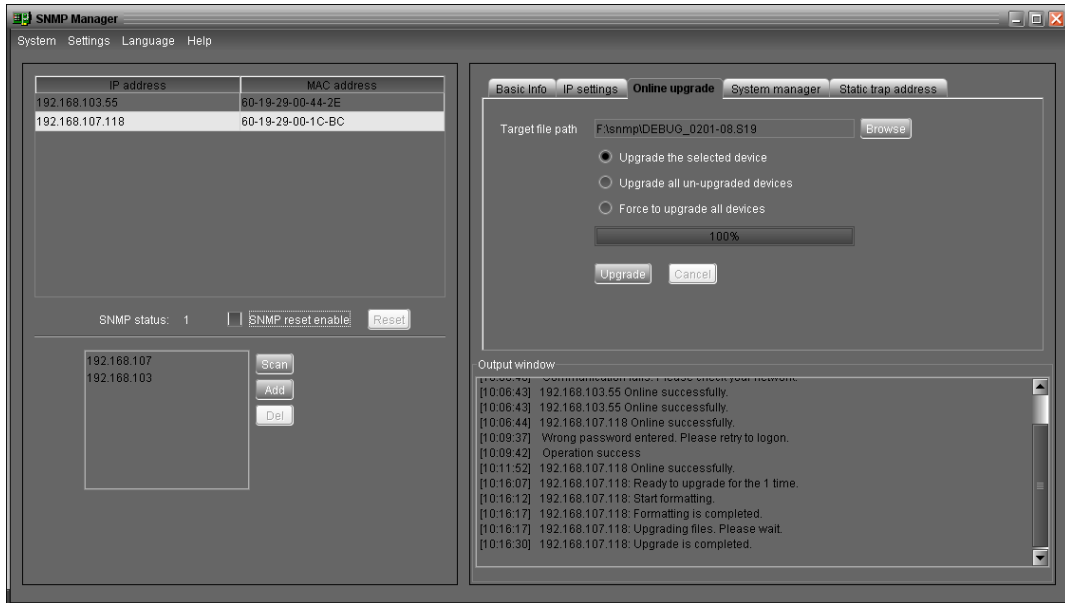 SNMP Manager
System Settings Language Help
IP address MAC address
192.168.103.55 60-19-29-00-44-2E
192.168.107.118 60-19-29-00-1C-BC
SNMP status: 1 SNMP reset enable Reset
192.168.107
192.168.103
Scan
Add
Del
Basic Info IP settings Online upgrade System manager Static trap address
Target file path F:\snmp\DEBUG_0201-08.S19 Browse
Upgrade the selected device
Upgrade all un-upgraded devices
Force to upgrade all devices
100%
Upgrade Cancel
Output window
Communication fails. Please check your network.
[10:06:43] 192.168.103.55 Online successfully.
[10:06:43] 192.168.103.55 Online successfully.
[10:06:44] 192.168.107.118 Online successfully.
[10:09:37] Wrong password entered. Please retry to logon.
[10:09:42] Operation success
[10:11:52] 192.168.107.118 Online successfully.
[10:16:07] 192.168.107.118: Ready to upgrade for the 1 time.
[10:16:12] 192.168.107.118: Start formatting.
[10:16:17] 192.168.107.118: Formatting is completed.
[10:16:17] 192.168.107.118: Upgrading files. Please wait.
[10:16:30] 192.168.107.118: Upgrade is completed.